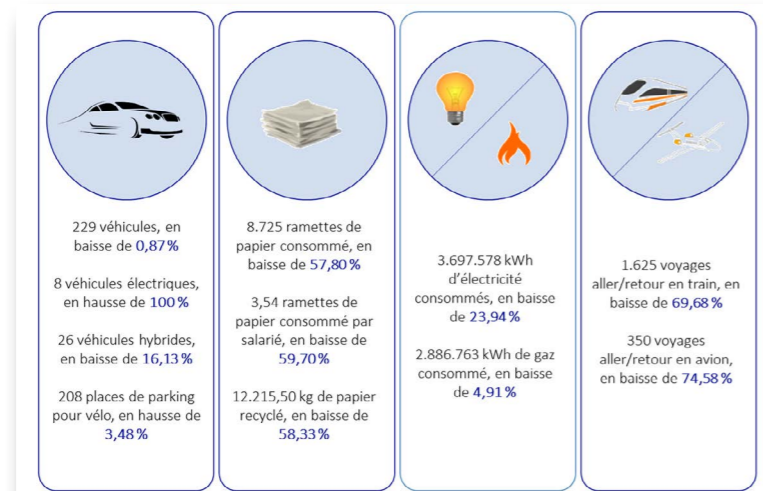 229 véhicules, en
baisse de 0,87 %
8 véhicules électriques,
en hausse de 100 %
26 véhicules hybrides,
en baisse de 16,13 %
208 places de parking
pour vélo, en hausse de
3,48 %
8.725 ramettes de
papier consommé, en
baisse de 57,80 %
3,54 ramettes de
papier consommé par
salarié, en baisse de
59,70 %
12.215,50 kg de papier
recyclé, en baisse de
58,33 %
3.697.578 kWh
d’électricité
consommés, en baisse
de 23,94 %
2.886.763 kWh de gaz
consommé, en baisse
de 4,91 %
1.625 voyages
aller/retour en train, en
baisse de 69,68 %
350 voyages
aller/retour en avion,
en baisse de 74,58 %